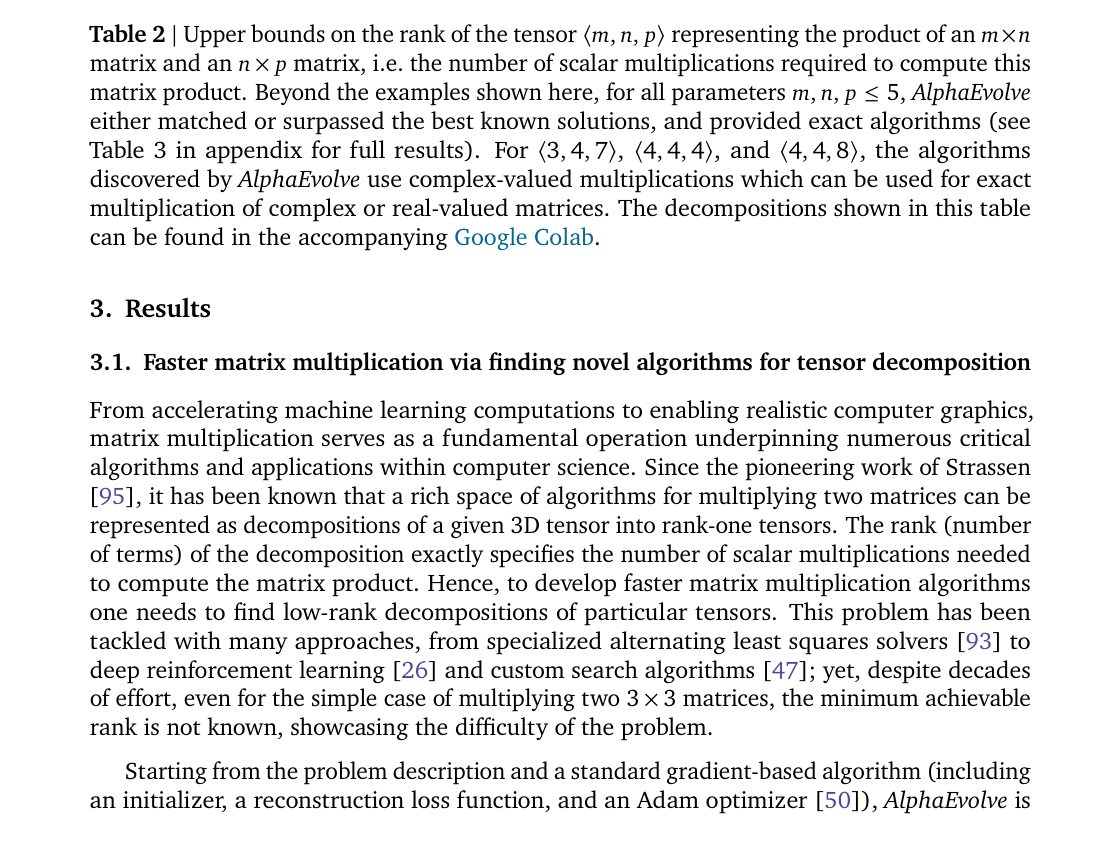 Table 2 | Upper bounds on the rank of the tensor ⟨m, n, p⟩ representing the product of an m×n
matrix and an n × p matrix, i.e. the number of scalar multiplications required to compute this
matrix product. Beyond the examples shown here, for all parameters m, n, p ≤ 5, AlphaEvolve
either matched or surpassed the best known solutions, and provided exact algorithms (see
Table 3 in appendix for full results). For ⟨3, 4, 7⟩, ⟨4, 4, 4⟩, and ⟨4, 4, 8⟩, the algorithms
discovered by AlphaEvolve use complex-valued multiplications which can be used for exact
multiplication of complex or real-valued matrices. The decompositions shown in this table
can be found in the accompanying Google Colab.
3. Results
3.1. Faster matrix multiplication via finding novel algorithms for tensor decomposition
From accelerating machine learning computations to enabling realistic computer graphics,
matrix multiplication serves as a fundamental operation underpinning numerous critical
algorithms and applications within computer science. Since the pioneering work of Strassen
[95], it has been known that a rich space of algorithms for multiplying two matrices can be
represented as decompositions of a given 3D tensor into rank-one tensors. The rank (number
of terms) of the decomposition exactly specifies the number of scalar multiplications needed
to compute the matrix product. Hence, to develop faster matrix multiplication algorithms
one needs to find low-rank decompositions of particular tensors. This problem has been
tackled with many approaches, from specialized alternating least squares solvers [93] to
deep reinforcement learning [26] and custom search algorithms [47]; yet, despite decades
of effort, even for the simple case of multiplying two 3 × 3 matrices, the minimum achievable
rank is not known, showcasing the difficulty of the problem.
Starting from the problem description and a standard gradient-based algorithm (including
an initializer, a reconstruction loss function, and an Adam optimizer [50]), AlphaEvolve is